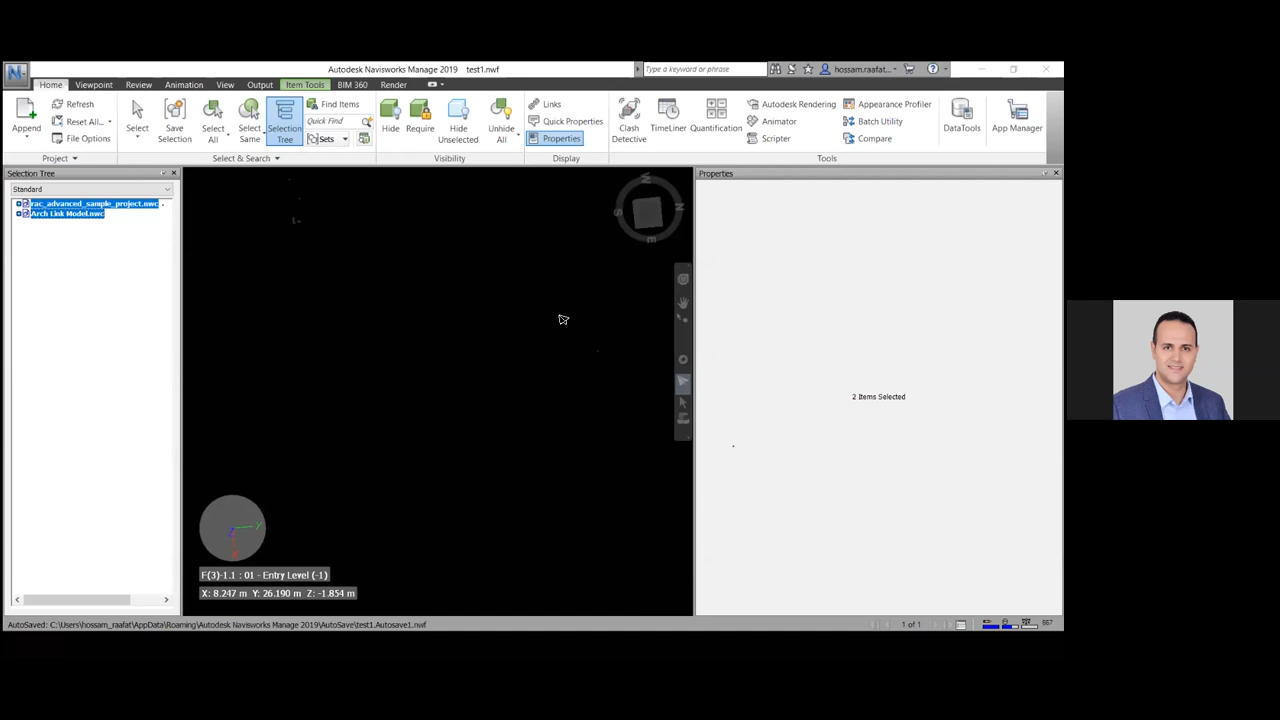 Autodesk Navisworks Manage 2019 test1.nwf
Type a keyword or phrase
hossam.raafat...
Home Viewpoint Review Animation View Output Item Tools BIM 360 Render
Append
Refresh
Reset All...
File Options
Project
Select
Save Selection
Select All
Select Same
Selection Tree
Find Items
Quick Find
Sets
Select & Search
Hide
Require
Hide Unselected
Unhide All
Visibility
Links
Quick Properties
Properties
Display
Clash Detective
TimeLiner
Quantification
Autodesk Rendering
Animator
Scripter
Appearance Profiler
Batch Utility
Compare
Tools
DataTools
App Manager
Selection Tree
Standard
rac_advanced_sample_project.nwc
Arch Link Model.nwc
W
N
S
E
Y
Z
X
F(3)-1.1 : 01 - Entry Level (-1)
X: 8.247 m Y: 26.190 m Z: -1.854 m
Properties
2 Items Selected
AutoSaved: C:\Users\hossam_raafat\AppData\Roaming\Autodesk Navisworks Manage 2019\AutoSave\test1.Autosave1.nwf
1 of 1
867